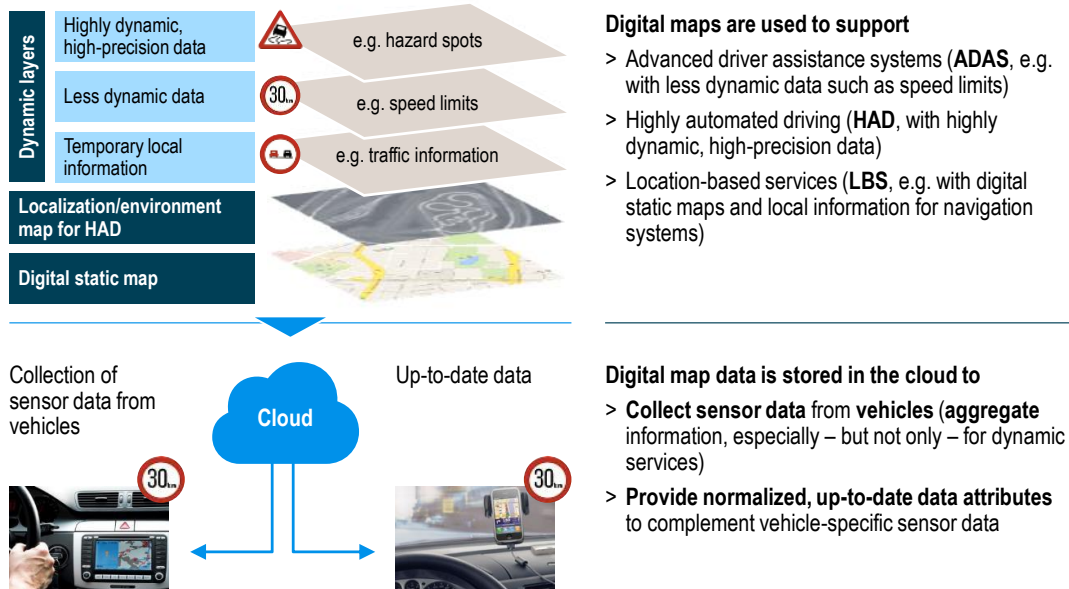 Dynamic layers
Highly dynamic,
high-precision data
e.g. hazard spots
Less dynamic data
30km
e.g. speed limits
Temporary local
information
e.g. traffic information
Localization/environment
map for HAD
Digital static map
Digital maps are used to support
> Advanced driver assistance systems (ADAS, e.g.
with less dynamic data such as speed limits)
> Highly automated driving (HAD, with highly
dynamic, high-precision data)
> Location-based services (LBS, e.g. with digital
static maps and local information for navigation
systems)
Collection of
sensor data from
vehicles
30km
Cloud
Up-to-date data
30km
Digital map data is stored in the cloud to
> Collect sensor data from vehicles (aggregate
information, especially – but not only – for dynamic
services)
> Provide normalized, up-to-date data attributes
to complement vehicle-specific sensor data